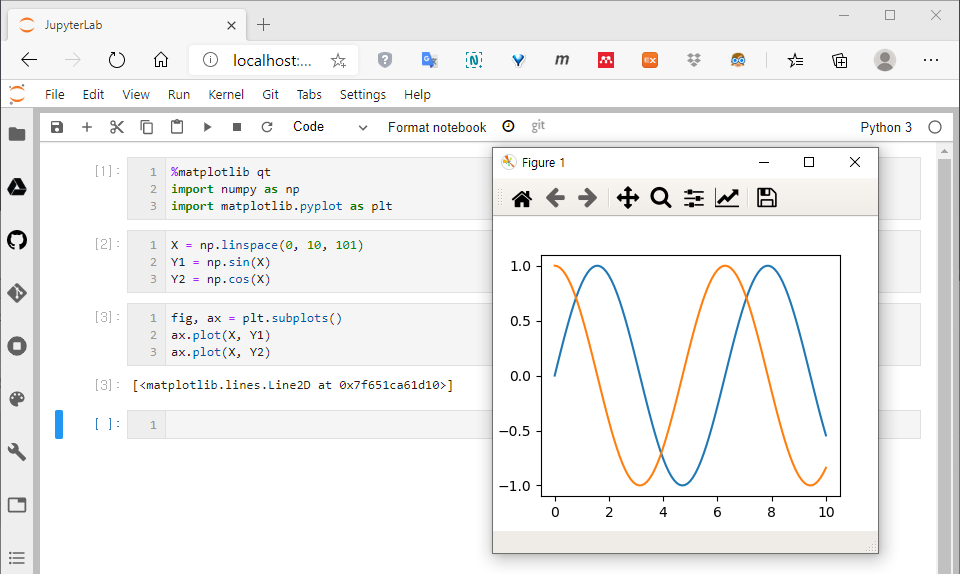 JupyterLab
localhost:...
m
EX
File Edit View Run Kernel Git Tabs Settings Help
Code Format notebook git Python 3
[1]: 1 %matplotlib qt
2 import numpy as np
3 import matplotlib.pyplot as plt
[2]: 1 X = np.linspace(0, 10, 101)
2 Y1 = np.sin(X)
3 Y2 = np.cos(X)
[3]: 1 fig, ax = plt.subplots()
2 ax.plot(X, Y1)
3 ax.plot(X, Y2)
[3]: [<matplotlib.lines.Line2D at 0x7f651ca61d10>]
[ ]: 1
Figure 1
1.0
0.5
0.0
−0.5
−1.0
0 2 4 6 8 10